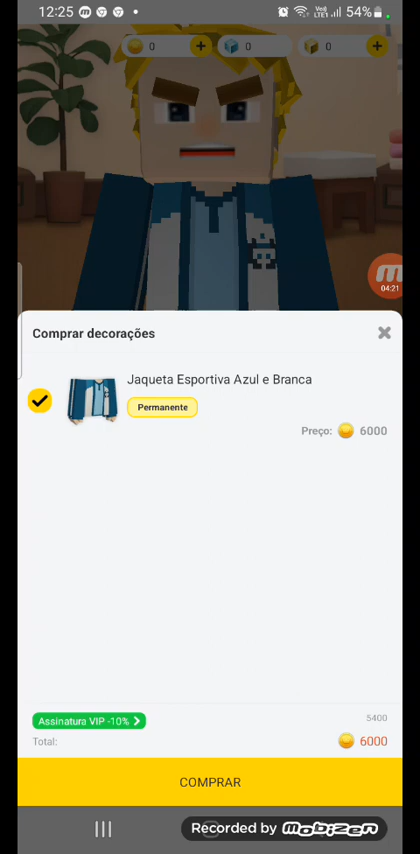 12:25
54%
0
0
0
04:21
Comprar decorações
Jaqueta Esportiva Azul e Branca
Permanente
Preço: 6000
Assinatura VIP -10%
5400
Total: 6000
COMPRAR
Recorded by mobizen